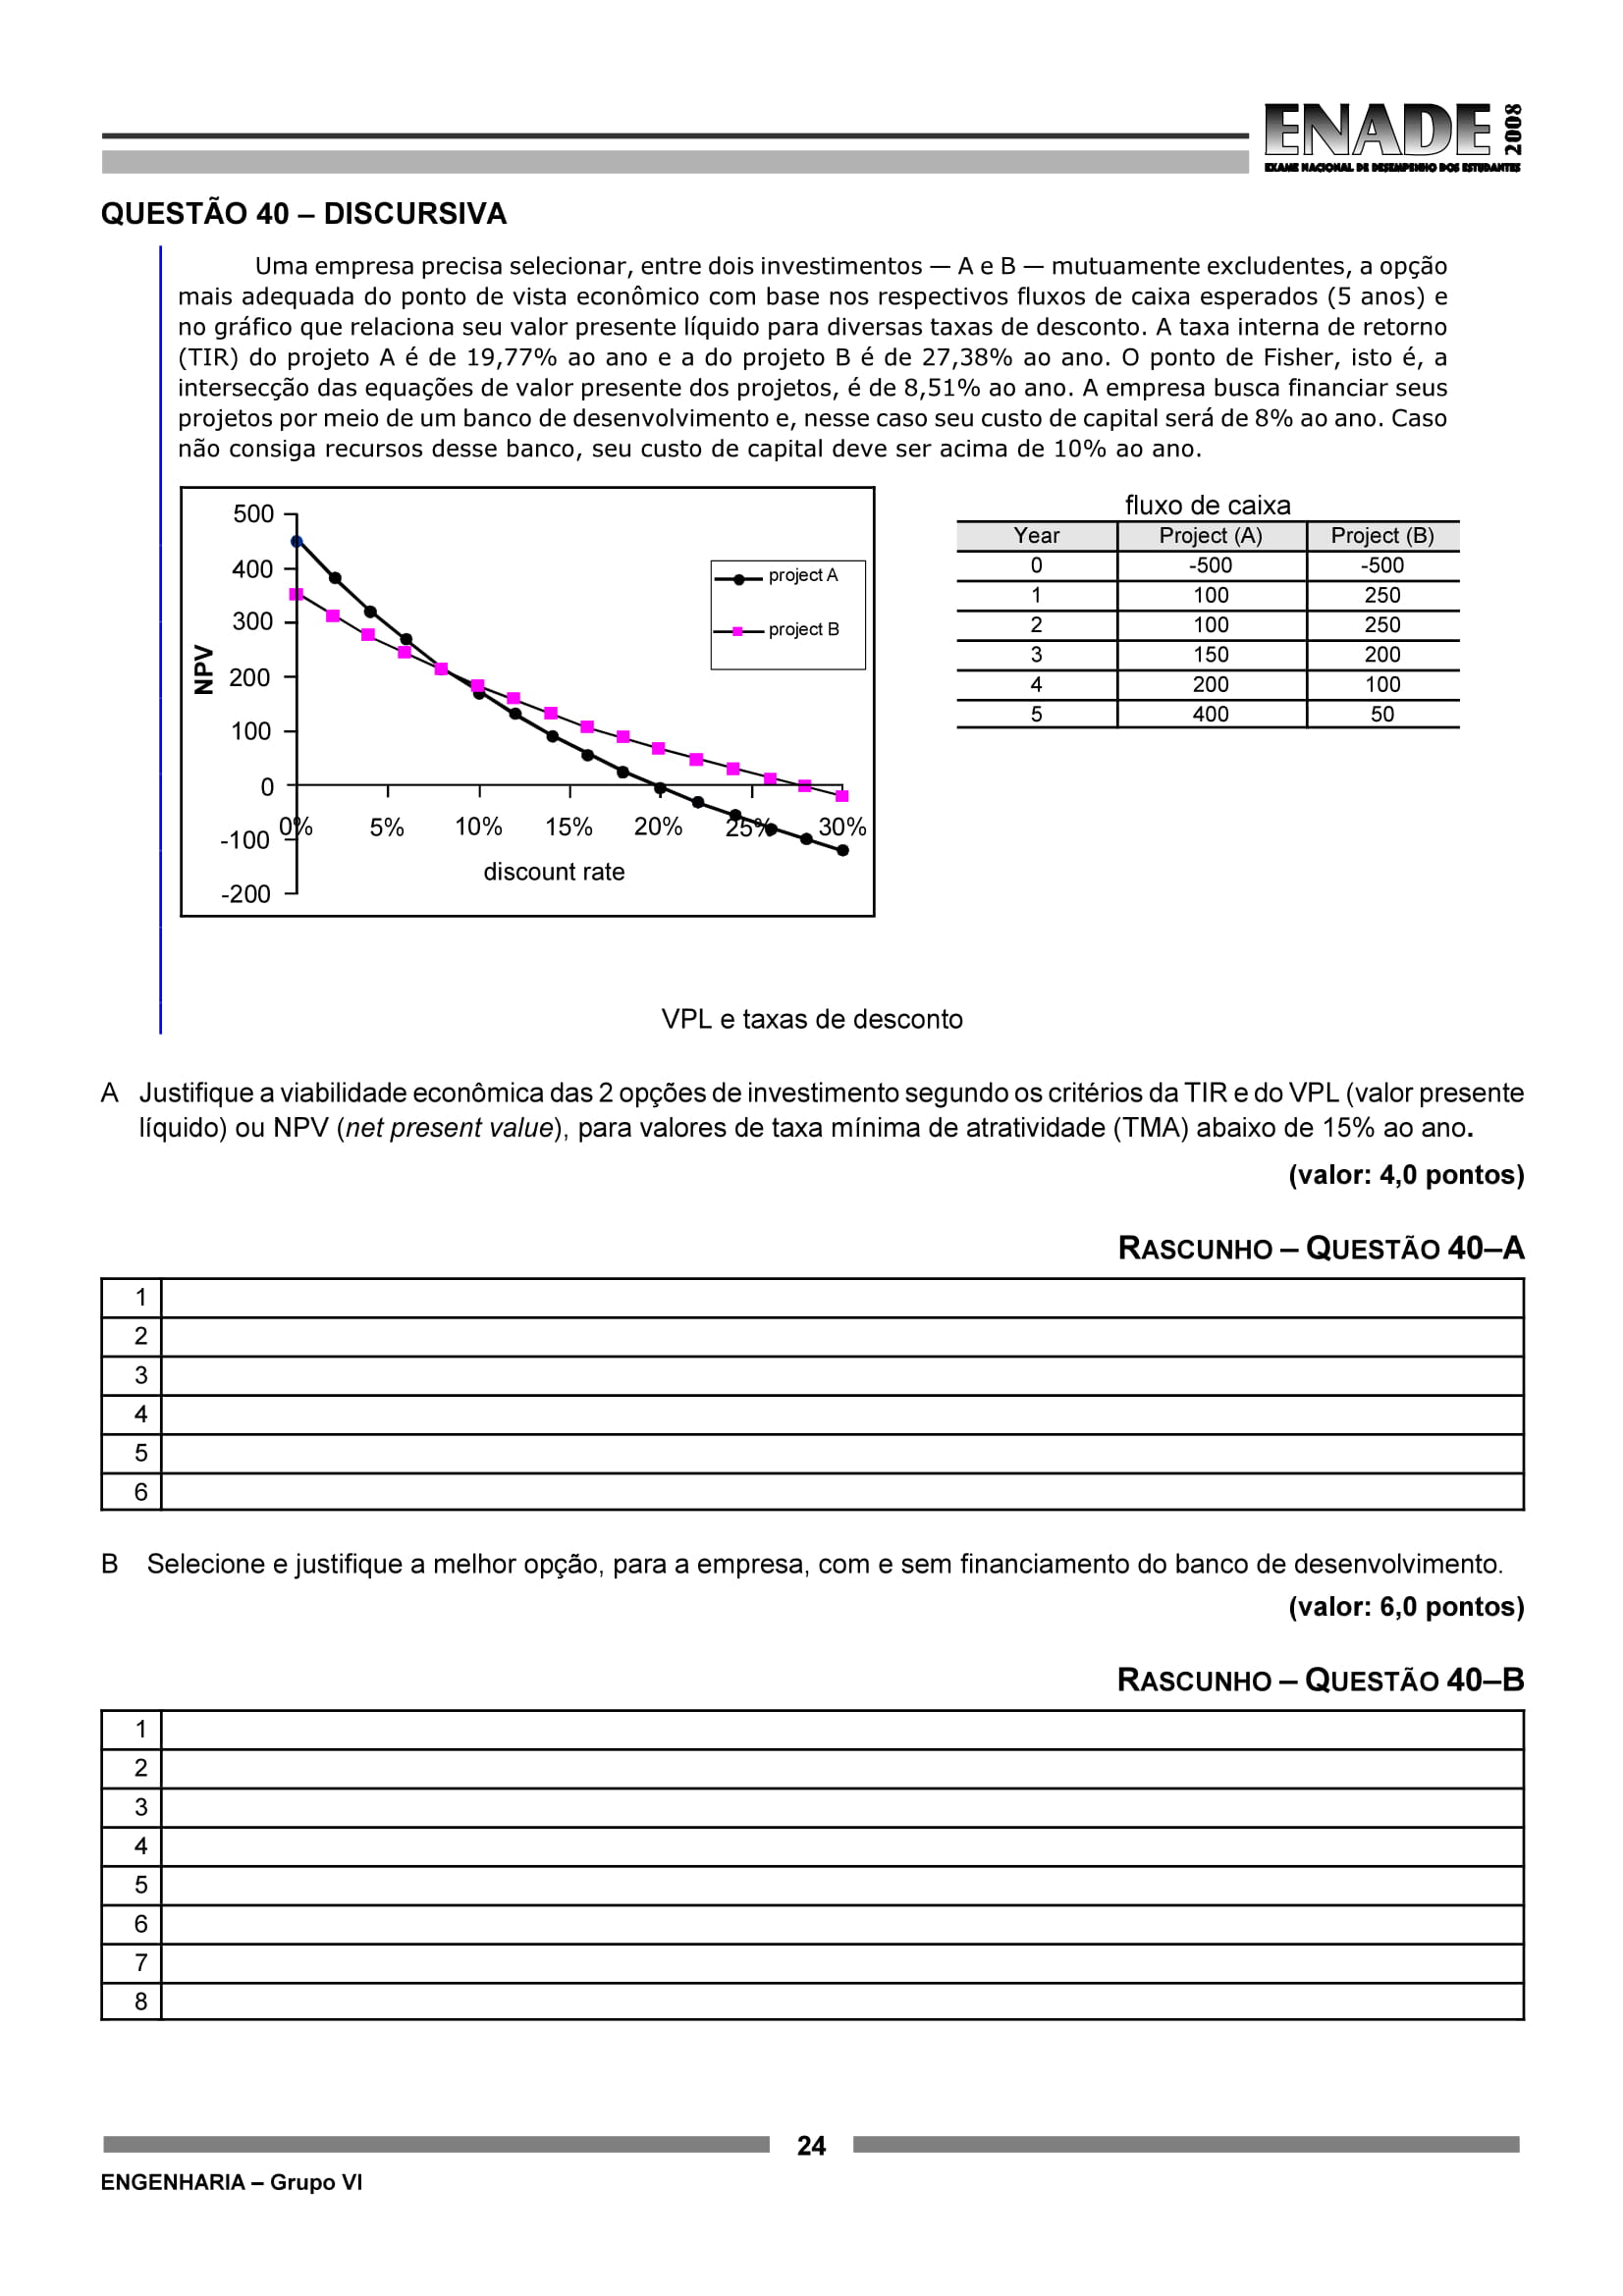 ENADE 2008
EXAME NACIONAL DE DESEMPENHO DOS ESTUDANTES
QUESTÃO 40 – DISCURSIVA
Uma empresa precisa selecionar, entre dois investimentos — A e B — mutuamente excludentes, a opção
mais adequada do ponto de vista econômico com base nos respectivos fluxos de caixa esperados (5 anos) e
no gráfico que relaciona seu valor presente líquido para diversas taxas de desconto. A taxa interna de retorno
(TIR) do projeto A é de 19,77% ao ano e a do projeto B é de 27,38% ao ano. O ponto de Fisher, isto é, a
intersecção das equações de valor presente dos projetos, é de 8,51% ao ano. A empresa busca financiar seus
projetos por meio de um banco de desenvolvimento e, nesse caso seu custo de capital será de 8% ao ano. Caso
não consiga recursos desse banco, seu custo de capital deve ser acima de 10% ao ano.
500
400
300
200
100
0
-100
-200
NPV
0% 5% 10% 15% 20% 25% 30%
discount rate
project A
project B
fluxo de caixa
Year Project (A) Project (B)
0 -500 -500
1 100 250
2 100 250
3 150 200
4 200 100
5 400 50
VPL e taxas de desconto
A Justifique a viabilidade econômica das 2 opções de investimento segundo os critérios da TIR e do VPL (valor presente
líquido) ou NPV (net present value), para valores de taxa mínima de atratividade (TMA) abaixo de 15% ao ano.
(valor: 4,0 pontos)
RASCUNHO – QUESTÃO 40–A
1
2
3
4
5
6
B Selecione e justifique a melhor opção, para a empresa, com e sem financiamento do banco de desenvolvimento.
(valor: 6,0 pontos)
RASCUNHO – QUESTÃO 40–B
1
2
3
4
5
6
7
8
24
ENGENHARIA – Grupo VI